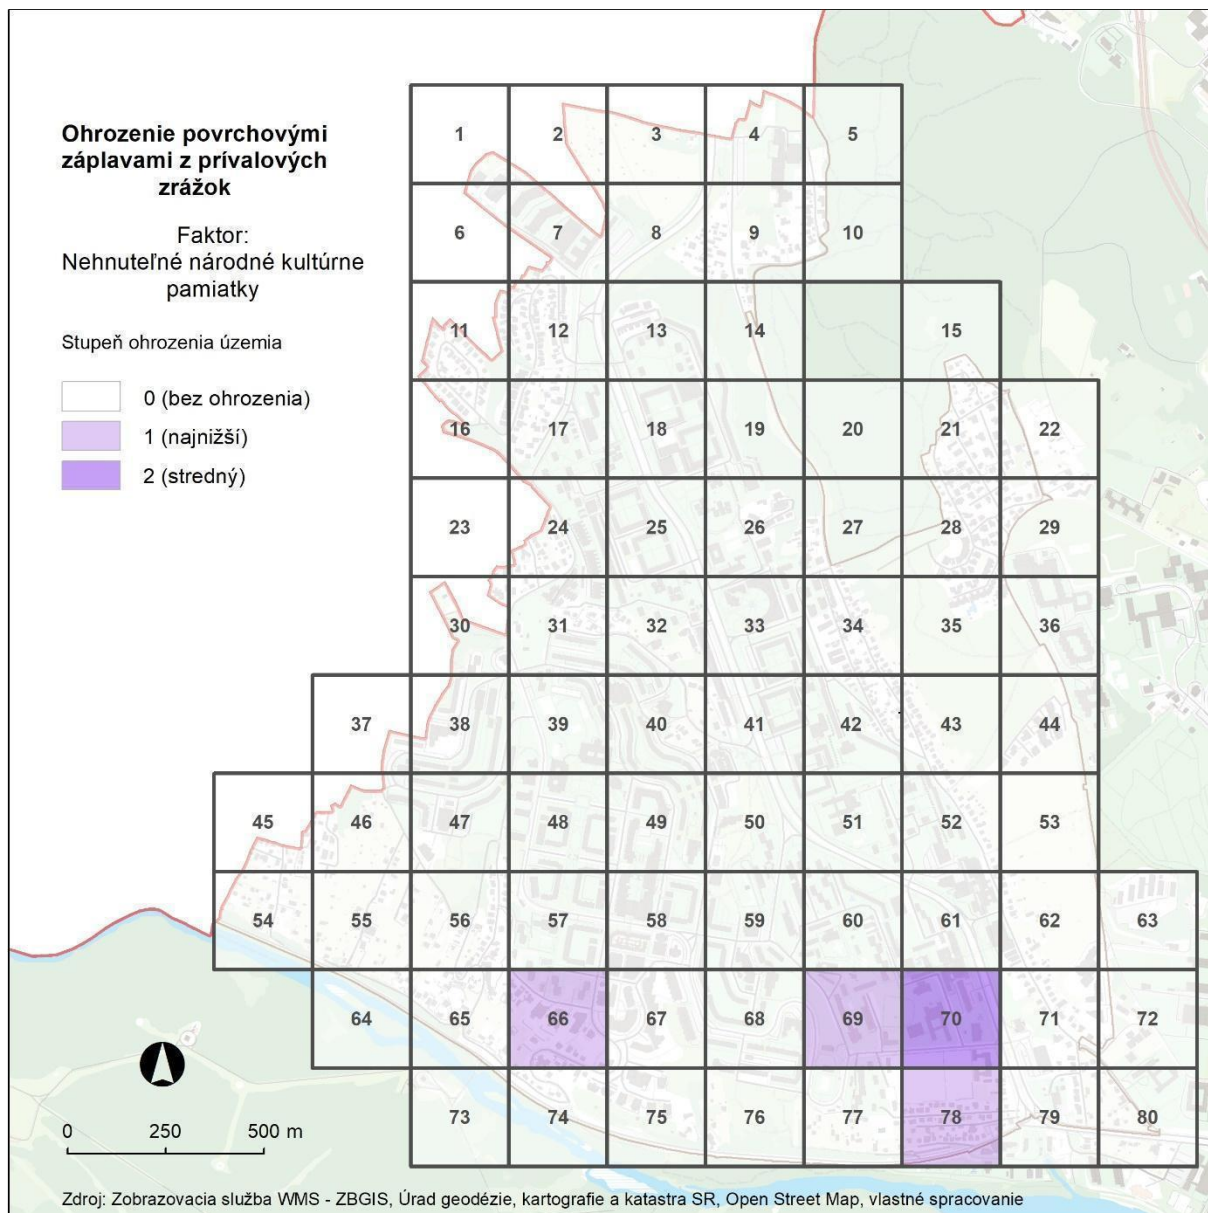 Ohrozenie povrchovými
záplavami z prívalových
zrážok
Faktor:
Nehnuteľné národné kultúrne
pamiatky
Stupeň ohrozenia územia
0 (bez ohrozenia)
1 (najnižší)
2 (stredný)
1 2 3 4 5
6 7 8 9 10
11 12 13 14 15
16 17 18 19 20 21 22
23 24 25 26 27 28 29
30 31 32 33 34 35 36
37 38 39 40 41 42 43 44
45 46 47 48 49 50 51 52 53
54 55 56 57 58 59 60 61 62 63
64 65 66 67 68 69 70 71 72
73 74 75 76 77 78 79 80
0 250 500 m
Zdroj: Zobrazovacia služba WMS - ZBGIS, Úrad geodézie, kartografie a katastra SR, Open Street Map, vlastné spracovanie